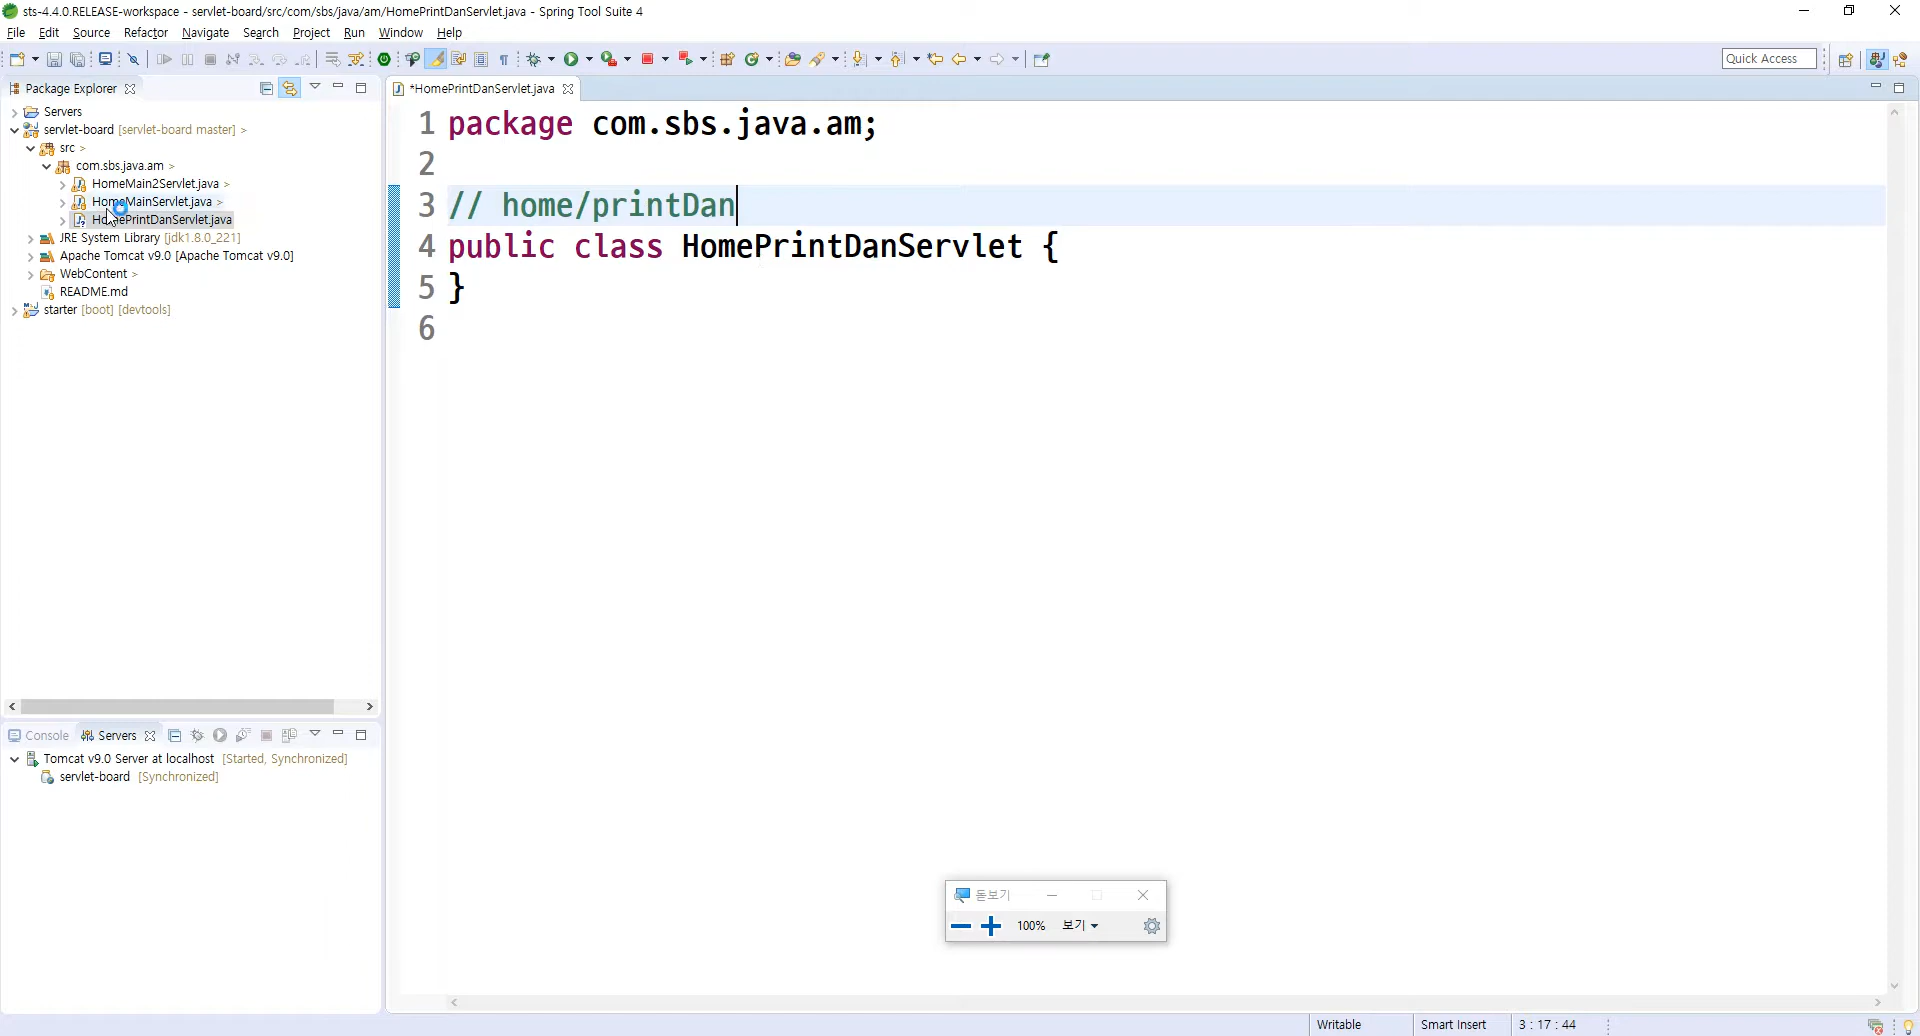 sts-4.4.0.RELEASE-workspace - servlet-board/src/com/sbs/java/am/HomePrintDanServlet.java - Spring Tool Suite 4
File Edit Source Refactor Navigate Search Project Run Window Help
Quick Access
Package Explorer
*HomePrintDanServlet.java
Servers
servlet-board [servlet-board master] >
src >
com.sbs.java.am >
HomeMain2Servlet.java >
HomeMainServlet.java >
HomePrintDanServlet.java
JRE System Library [jdk1.8.0_221]
Apache Tomcat v9.0 [Apache Tomcat v9.0]
WebContent >
README.md
starter [boot] [devtools]
1 package com.sbs.java.am;
2
3 // home/printDan
4 public class HomePrintDanServlet {
5 }
6
Console Servers
Tomcat v9.0 Server at localhost [Started, Synchronized]
servlet-board [Synchronized]
돋보기
100% 보기
Writable Smart Insert 3 : 17 : 44